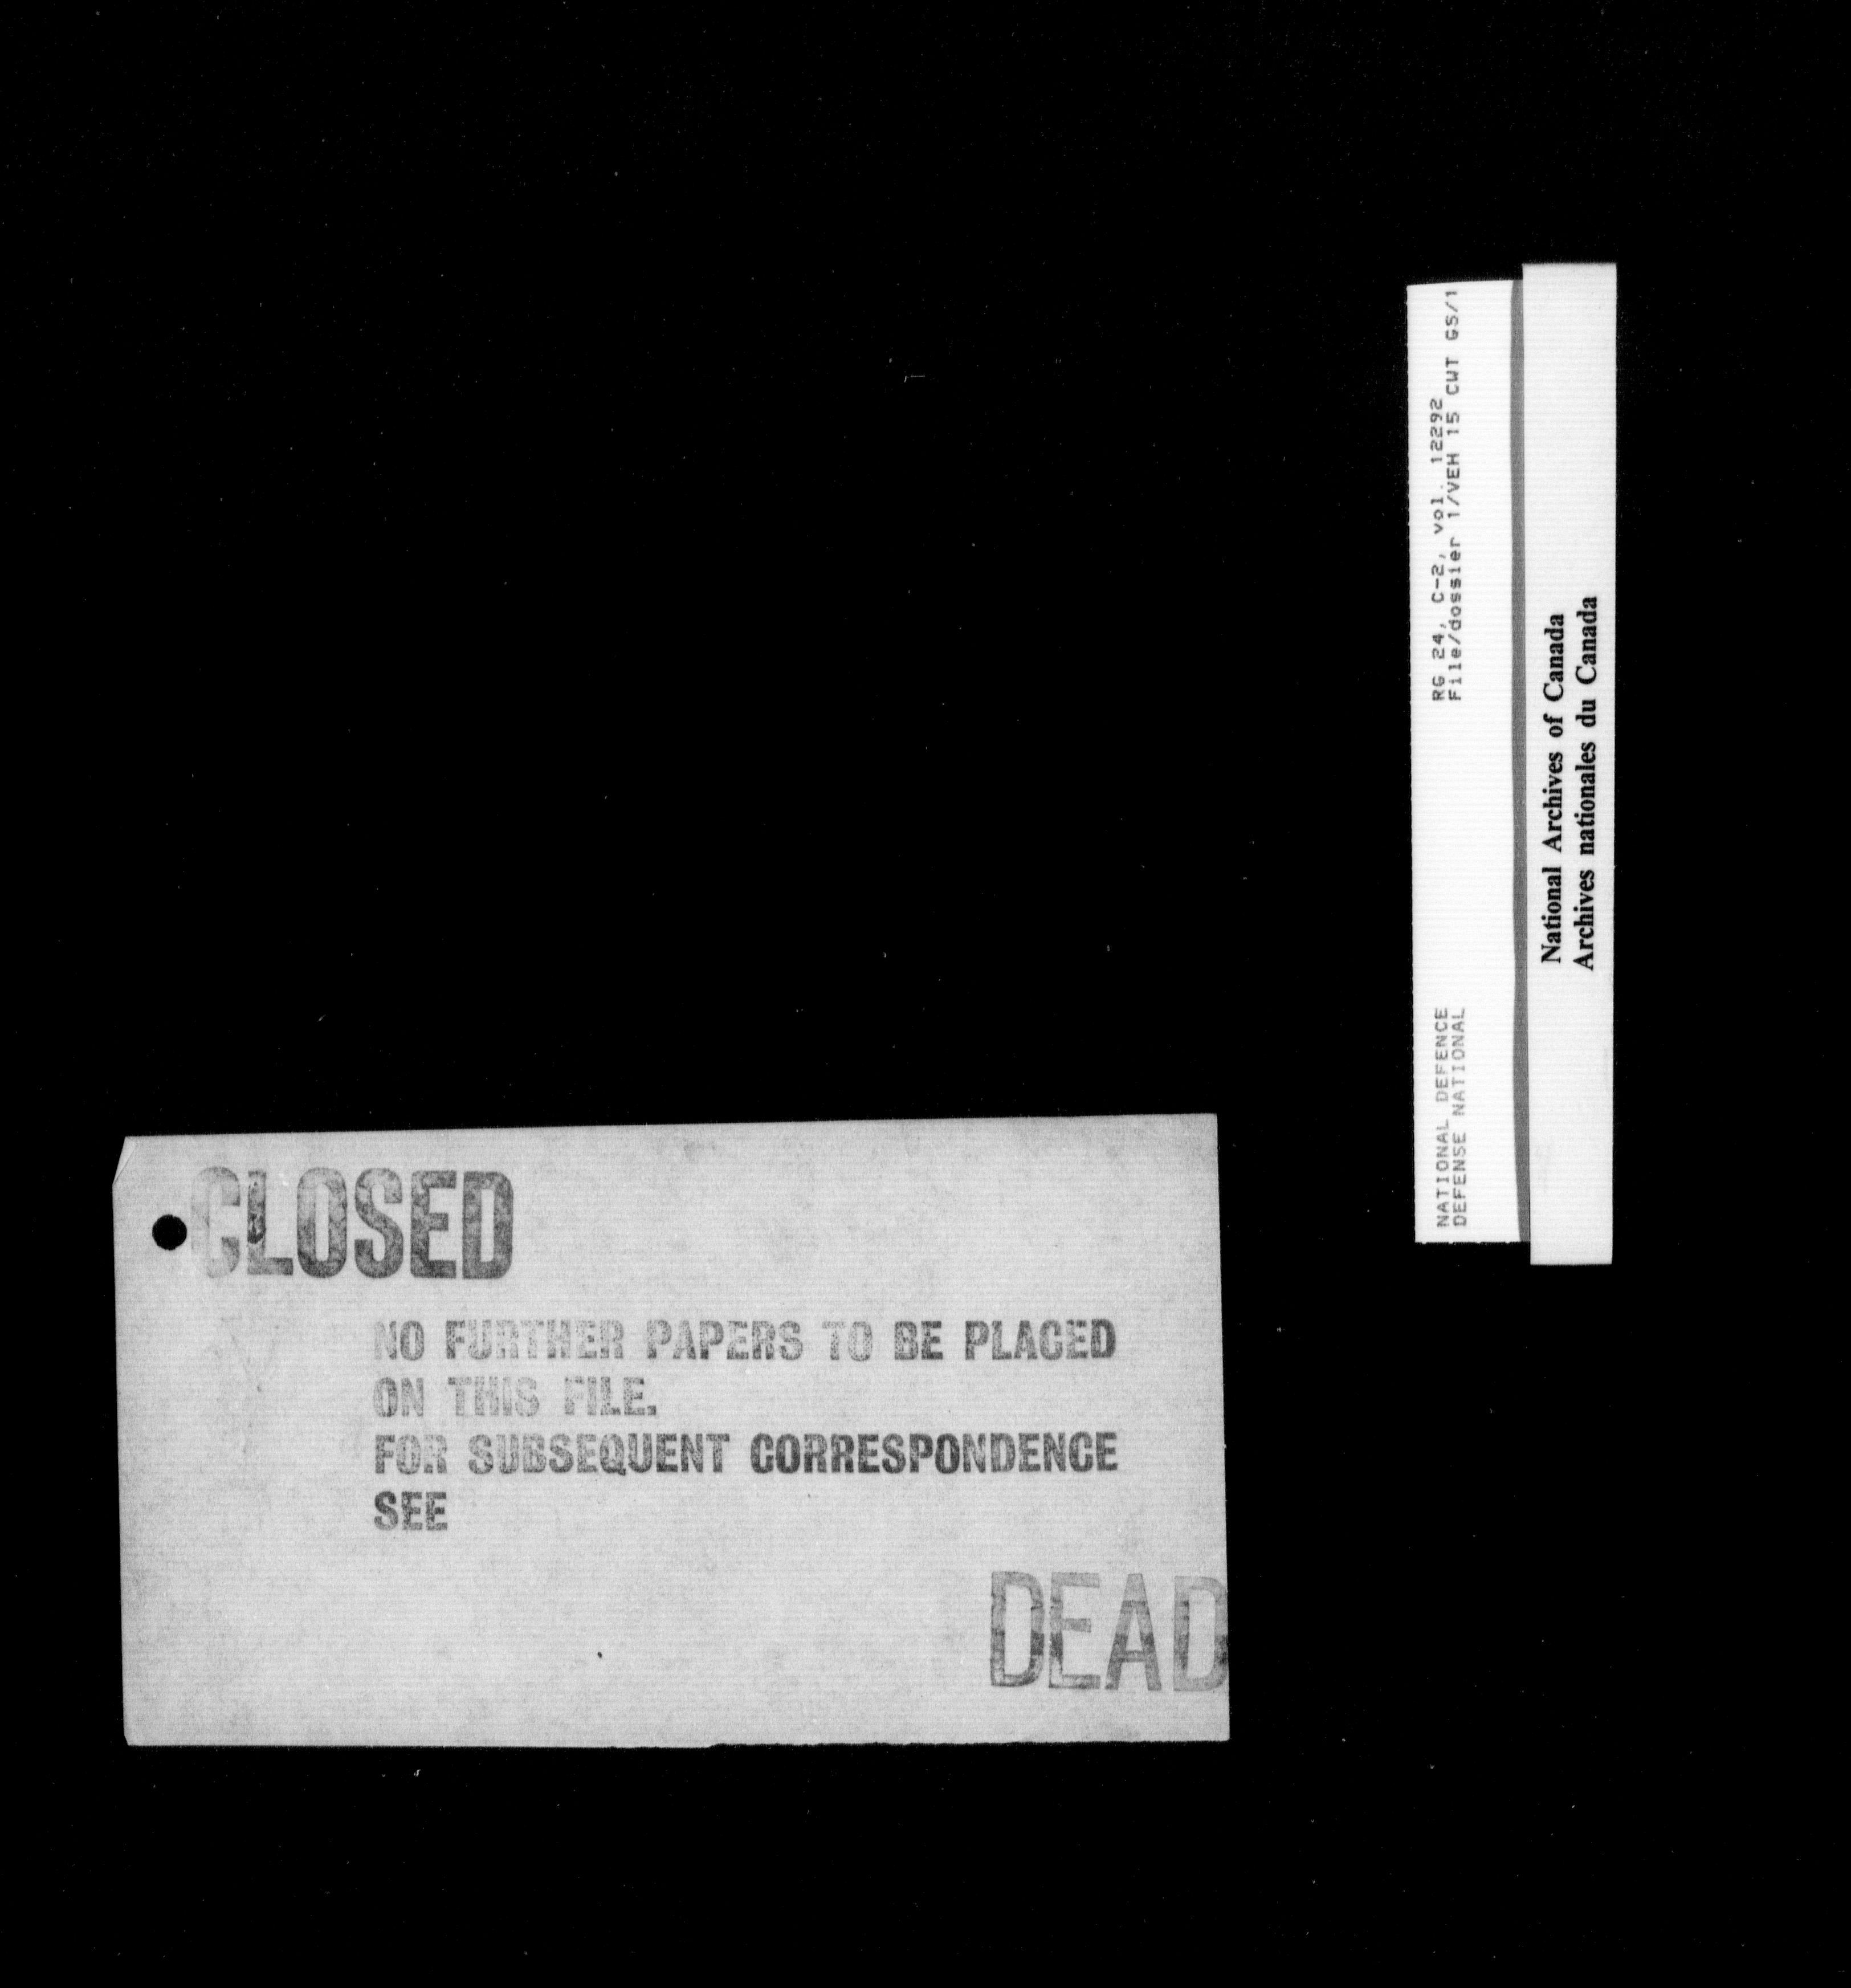 CLOSED
NO FURTHER PAPERS TO BE PLACED
ON THIS FILE.
FOR SUBSEQUENT CORRESPONDENCE
SEE
DEAD
NATIONAL DEFENCE
DEFENSE NATIONAL
RG 24, C-2, vol. 12292
File/dossier 1/VEH 15 CWT GS/1
National Archives of Canada
Archives nationales du Canada